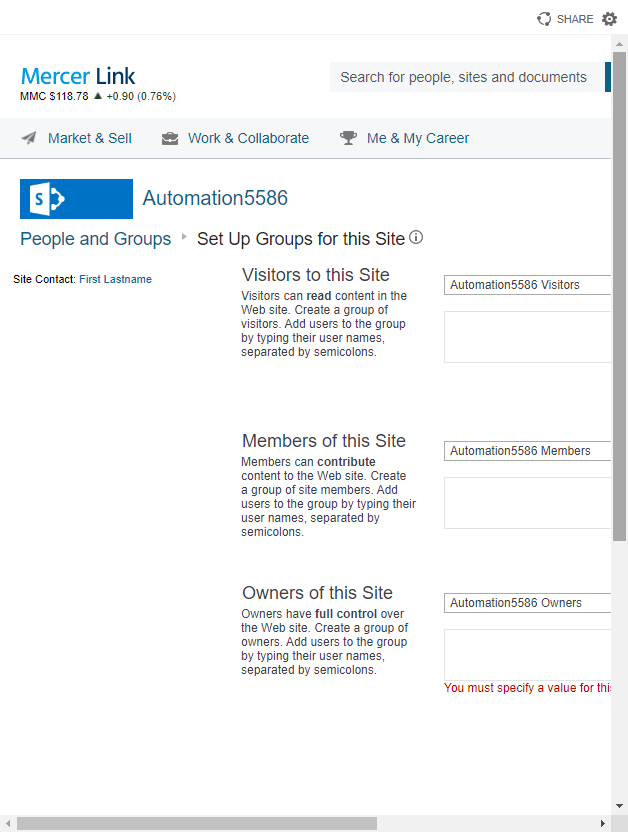 SHARE
Mercer Link
MMC $118.78 ▲ +0.90 (0.76%)
Search for people, sites and documents
Market & Sell
Work & Collaborate
Me & My Career
S
Automation5586
People and Groups
Set Up Groups for this Site
Site Contact: First Lastname
Visitors to this Site
Visitors can read content in the
Web site. Create a group of
visitors. Add users to the group
by typing their user names,
separated by semicolons.
Automation5586 Visitors
Members of this Site
Members can contribute
content to the Web site. Create
a group of site members. Add
users to the group by typing their
user names, separated by
semicolons.
Automation5586 Members
Owners of this Site
Owners have full control over
the Web site. Create a group of
owners. Add users to the group
by typing their user names,
separated by semicolons.
Automation5586 Owners
You must specify a value for this